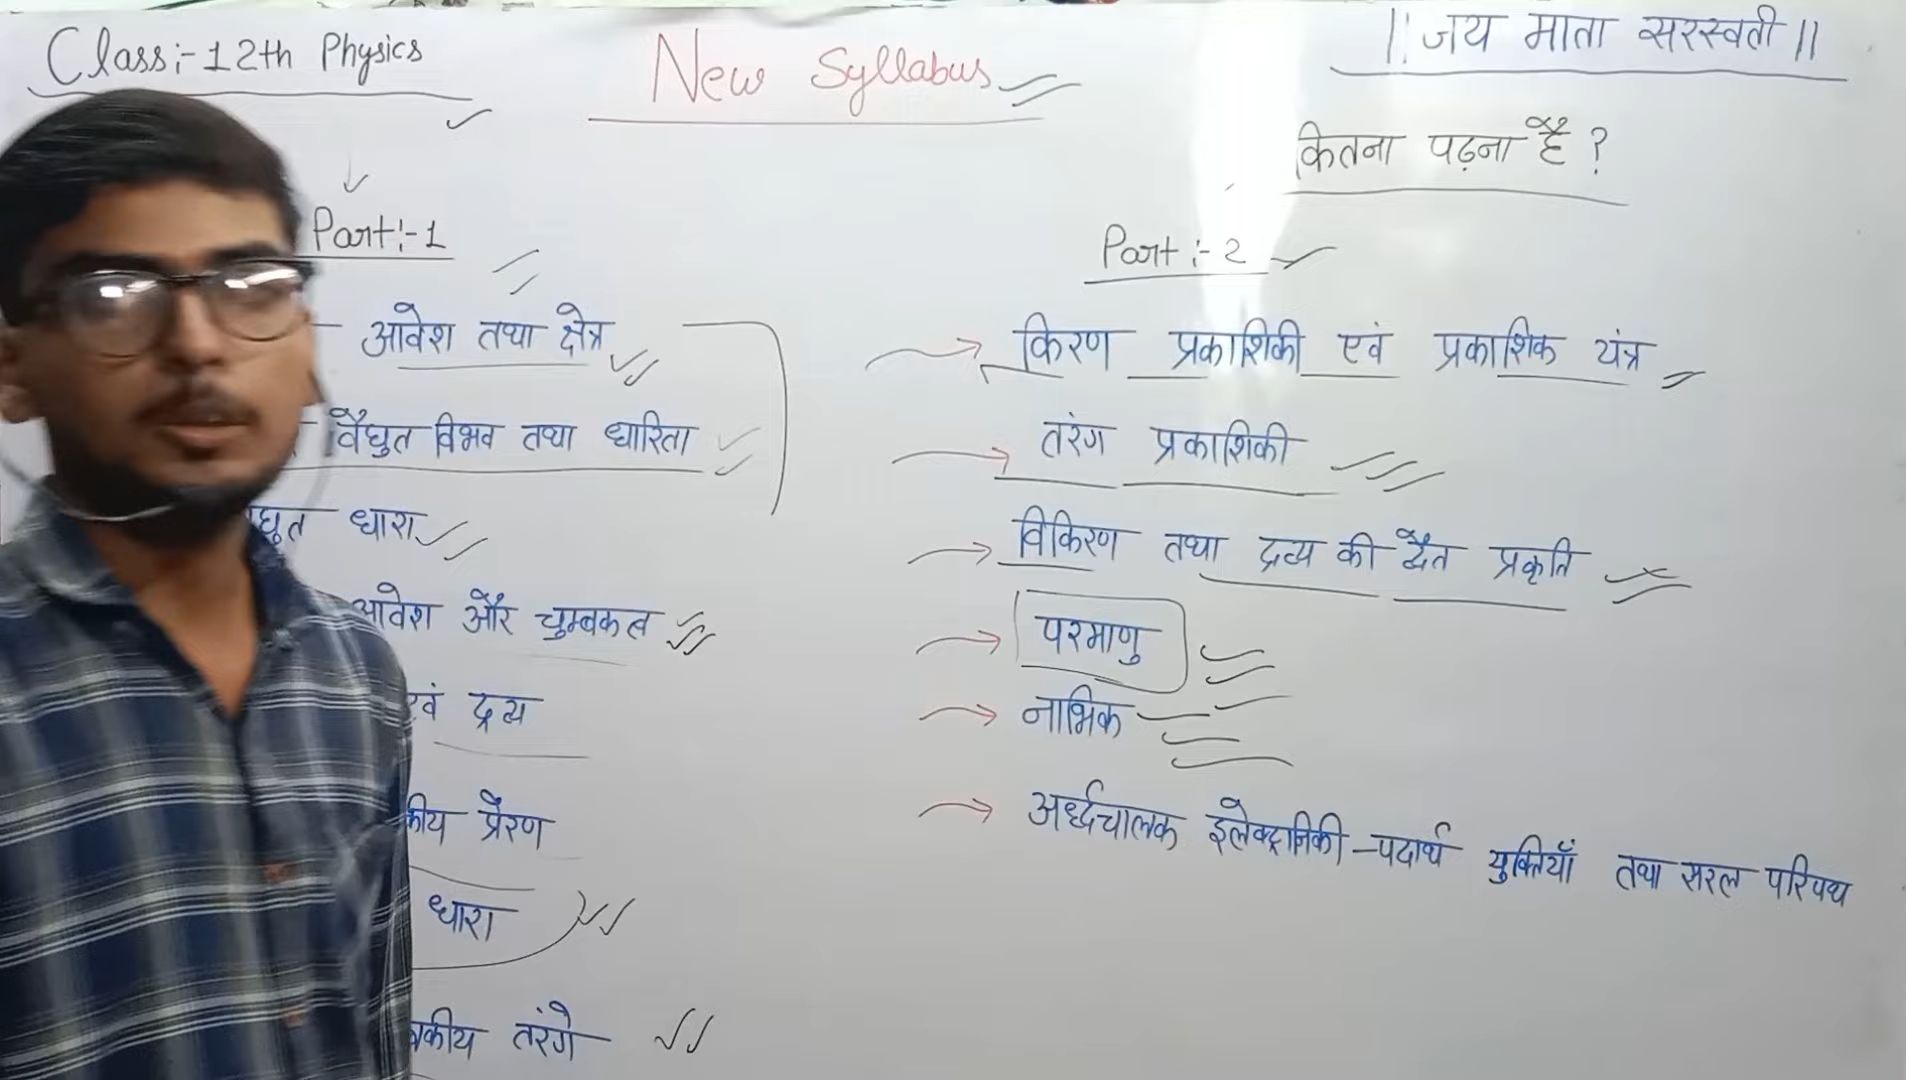 Class:-12th Physics
New Syllabus
||जय माता सरस्वती||
कितना पढ़ना है?
Part:-1
आवेश तथा क्षेत्र
वैधुत विभव तथा धारिता
धारा
आवेश और चुम्बकत्व
एवं द्रव्य
प्रेरण
धारा
तरंगे
Part:-2
किरण प्रकाशिकी एवं प्रकाशिक यंत्र
तरंग प्रकाशिकी
विकिरण तथा द्रव्य की द्वैत प्रकृति
परमाणु
नाभिक
अर्धचालक इलेक्ट्रानिकी-पदार्थ युक्तियाँ तथा सरल परिपथ